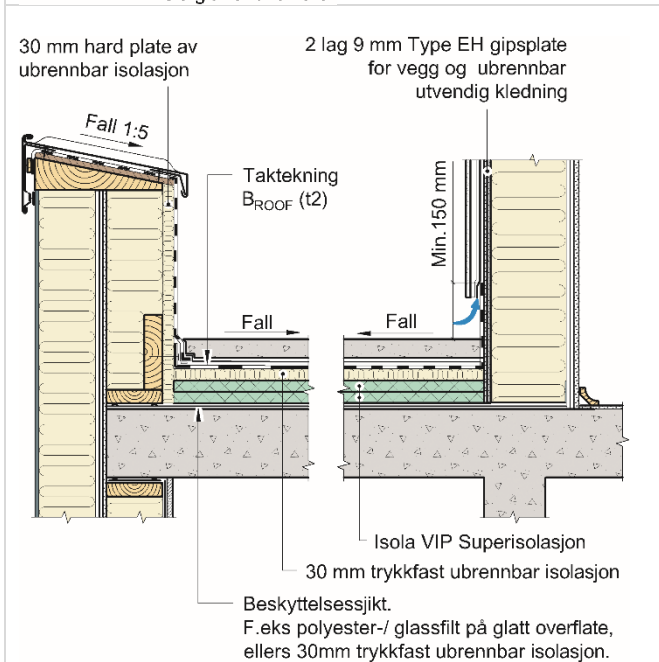 30 mm hard plate av
ubrennbar isolasjon
2 lag 9 mm Type EH gipsplate
for vegg og ubrennbar
utvendig kledning
Fall 1:5
Taktekning
BROOF (t2)
Min.150 mm
Fall
Fall
Isola VIP Superisolasjon
30 mm trykkfast ubrennbar isolasjon
Beskyttelsessjikt.
F.eks polyester-/ glassfilt på glatt overflate,
ellers 30mm trykkfast ubrennbar isolasjon.